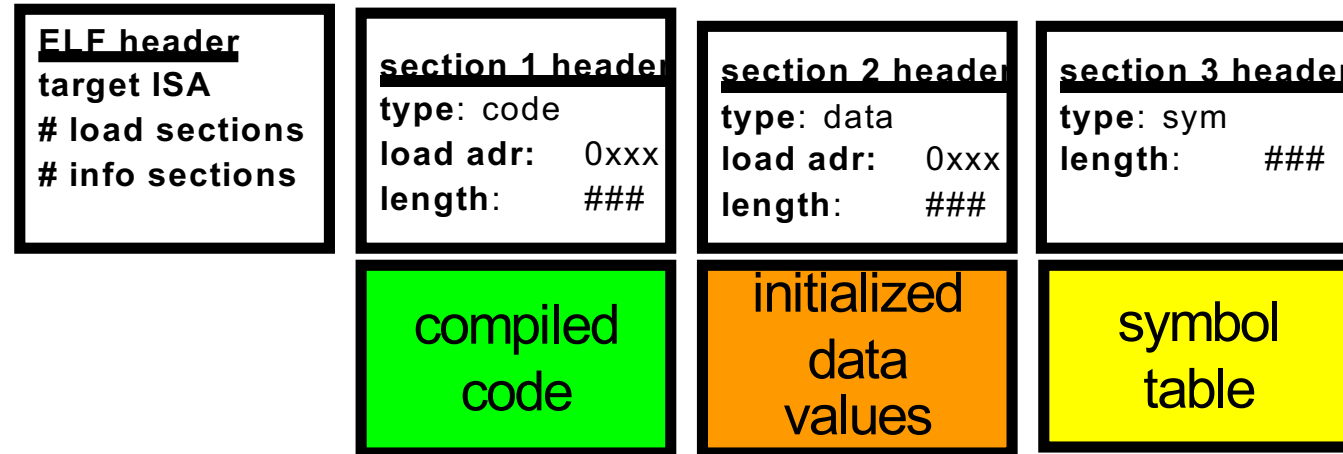 ELF header
target ISA
# load sections
# info sections
section 1 header
type: code
load adr: 0xxx
length: ###
section 2 header
type: data
load adr: 0xxx
length: ###
section 3 header
type: sym
length: ###
compiled
code
initialized
data
values
symbol
table